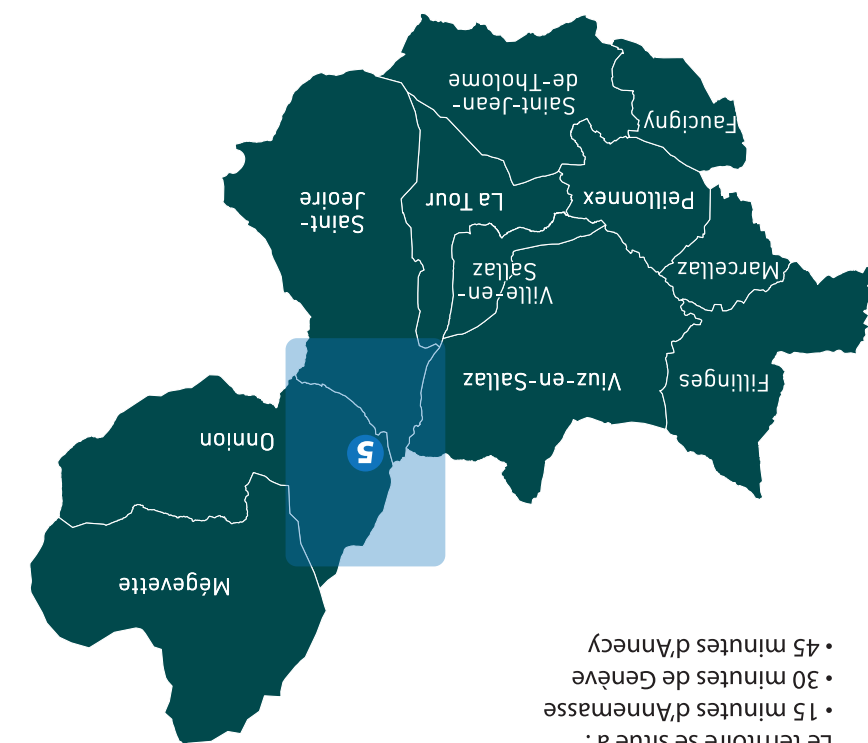 Le territoire se situe à :
• 15 minutes d'Annemasse
• 30 minutes de Genève
• 45 minutes d'Annecy
Mégevette
5
Onnion
Fillinges
Viuz-en-Sallaz
Ville-en-
Sallaz
Marcellaz
Saint-
Jeoire
La Tour
Peillonnex
Faucigny
Saint-Jean-
de-Tholome